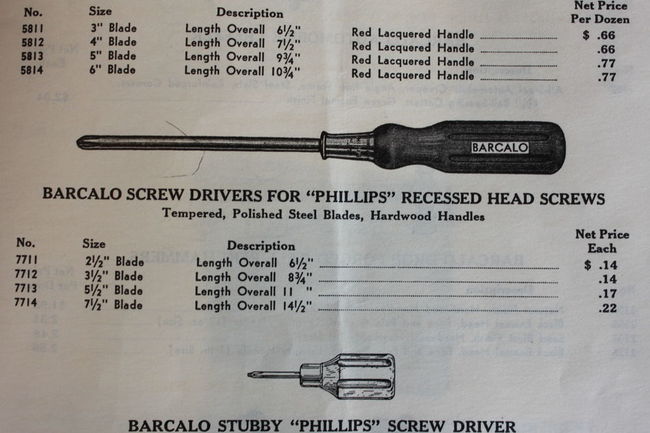 Net Price
No. Size Description Per Dozen
5811 3" Blade Length Overall 6½" Red Lacquered Handle $ .66
5812 4" Blade Length Overall 7½" Red Lacquered Handle .66
5813 5" Blade Length Overall 9¾" Red Lacquered Handle .77
5814 6" Blade Length Overall 10¾" Red Lacquered Handle .77
BARCALO
BARCALO SCREW DRIVERS FOR "PHILLIPS" RECESSED HEAD SCREWS
Tempered, Polished Steel Blades, Hardwood Handles
Net Price
No. Size Description Each
7711 2½" Blade Length Overall 6½" $ .14
7712 3½" Blade Length Overall 8¾" .14
7713 5½" Blade Length Overall 11 " .17
7714 7½" Blade Length Overall 14½" .22
BARCALO STUBBY "PHILLIPS" SCREW DRIVER